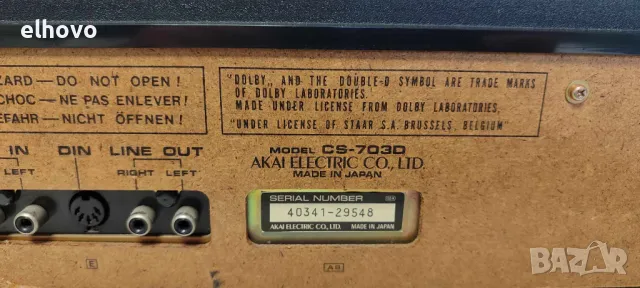 elhovo
ZARD — DO NOT OPEN!
CHOC — NE PAS ENLEVER!
EFAHR — NICHT ÖFFNEN!
"DOLBY" AND THE DOUBLE-D SYMBOL ARE TRADE MARKS
OF DOLBY LABORATORIES.
MADE UNDER LICENSE FROM DOLBY LABORATORIES.
"UNDER LICENSE OF STAAR S.A. BRUSSELS, BELGIUM"
IN DIN LINE OUT
LEFT RIGHT LEFT
MODEL CS-703D
AKAI ELECTRIC CO., LTD.
MADE IN JAPAN
SERIAL NUMBER
40341-29548
AKAI ELECTRIC CO., LTD. MADE IN JAPAN
E
BAZAR